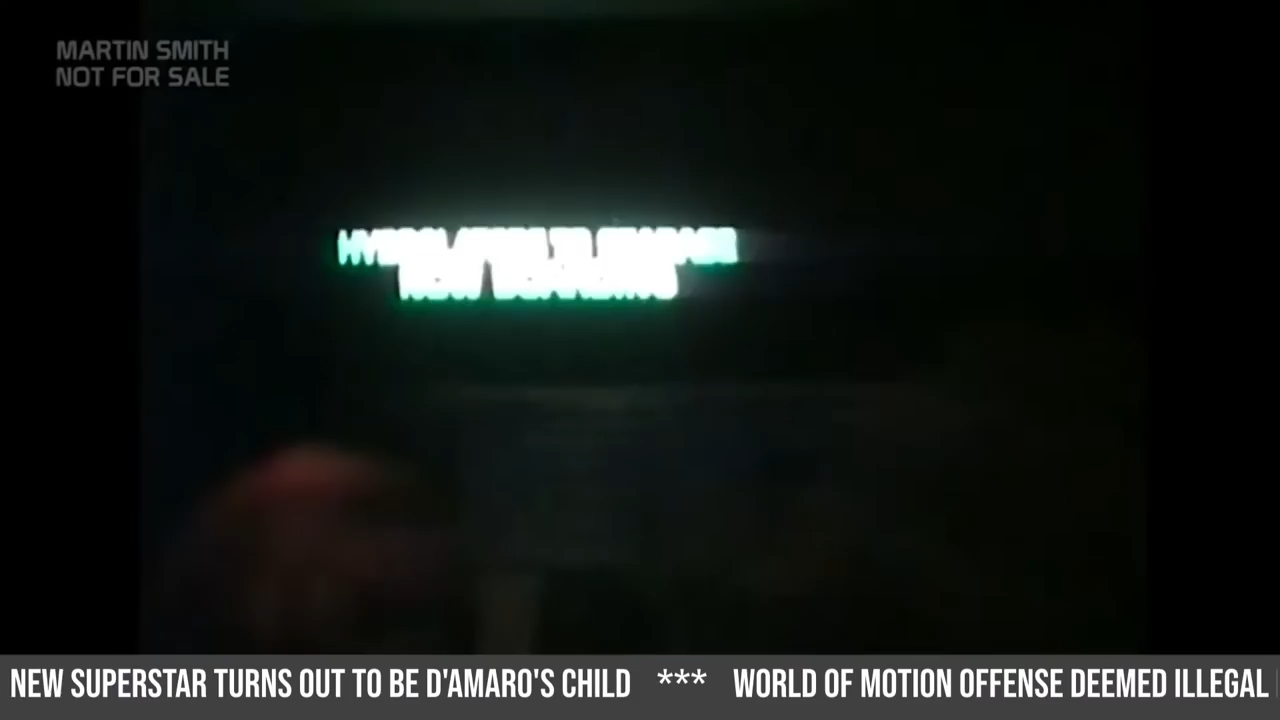 MARTIN SMITH
NOT FOR SALE
NEW SUPERSTAR TURNS OUT TO BE D'AMARO'S CHILD *** WORLD OF MOTION OFFENSE DEEMED ILLEGAL